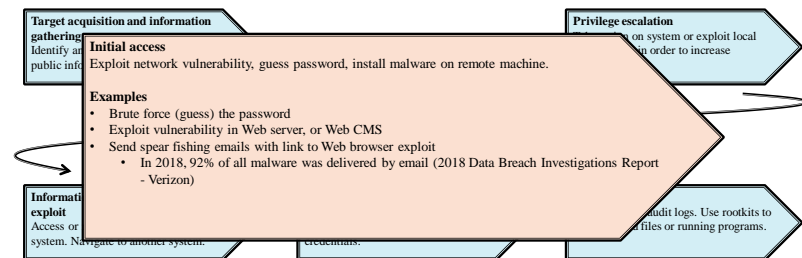 Target acquisition and information
gathering
Identify an
public info
Privilege escalation
on system or exploit local
in order to increase
Initial access
Exploit network vulnerability, guess password, install malware on remote machine.
Examples
• Brute force (guess) the password
• Exploit vulnerability in Web server, or Web CMS
• Send spear fishing emails with link to Web browser exploit
• In 2018, 92% of all malware was delivered by email (2018 Data Breach Investigations Report
- Verizon)
Informati
exploit
Access or
system. Navigate to another system.
credentials.
audit logs. Use rootkits to
files or running programs.